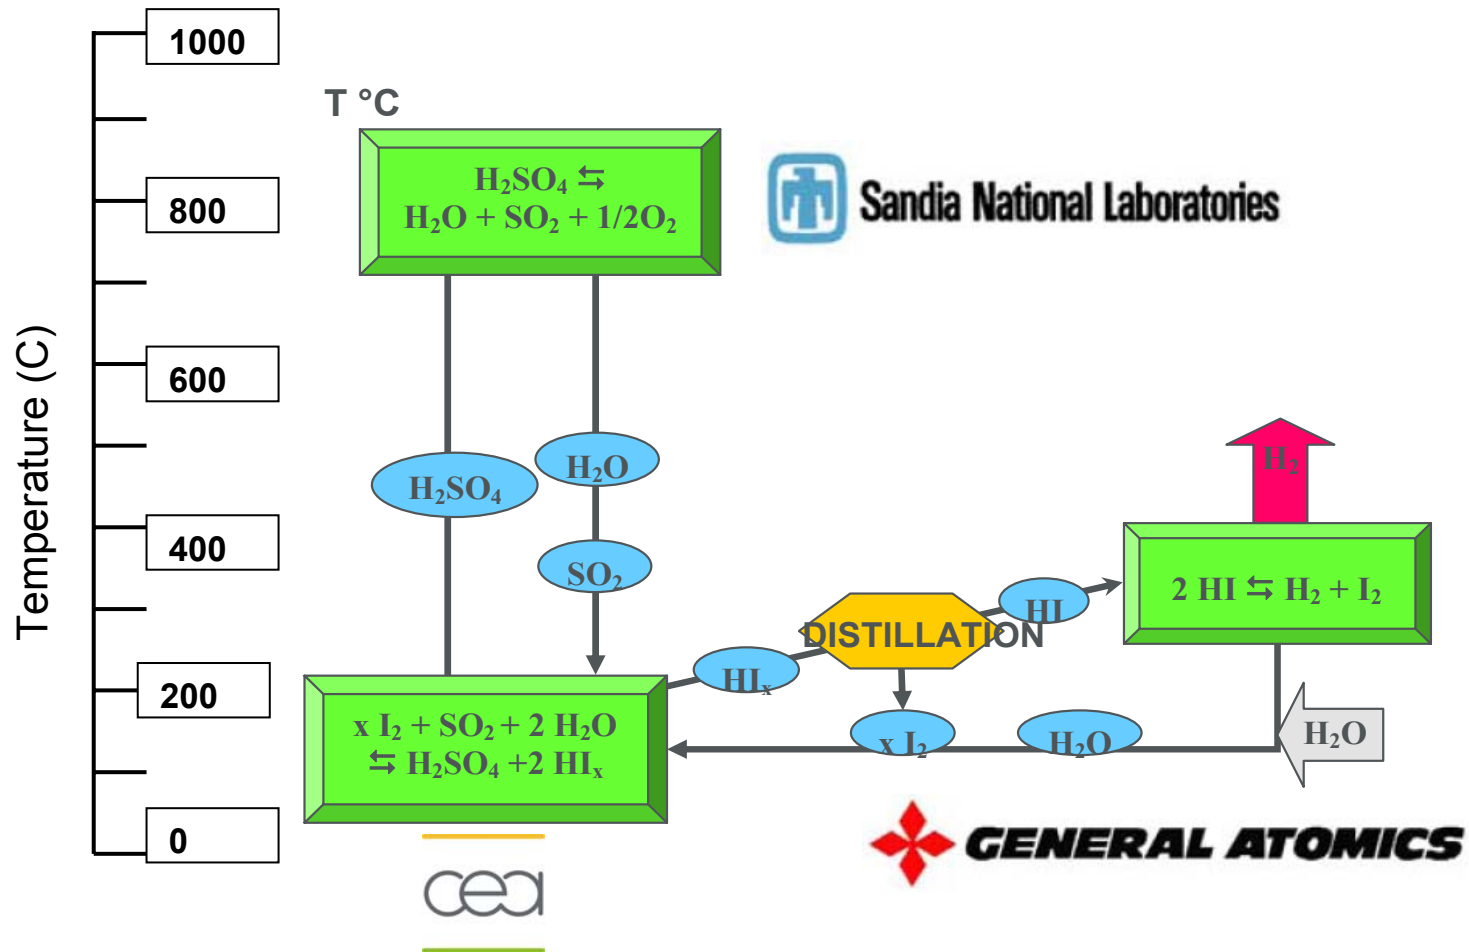 1000
T °C
H₂SO₄ ⇆
H₂O + SO₂ + 1/2O₂
Sandia National Laboratories
800
Temperature (C)
600
H₂O
H₂SO₄
H₂
400
SO₂
2 HI ⇆ H₂ + I₂
HI
DISTILLATION
HIₓ
200
x I₂ + SO₂ + 2 H₂O
⇆ H₂SO₄ +2 HIₓ
x I₂
H₂O
H₂O
0
GENERAL ATOMICS
cea